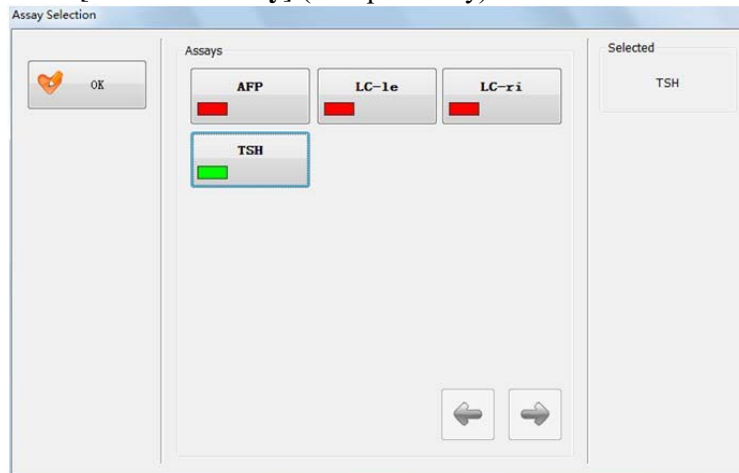 Assay Selection
OK
Assays
AFP
LC-le
LC-ri
TSH
Selected
TSH